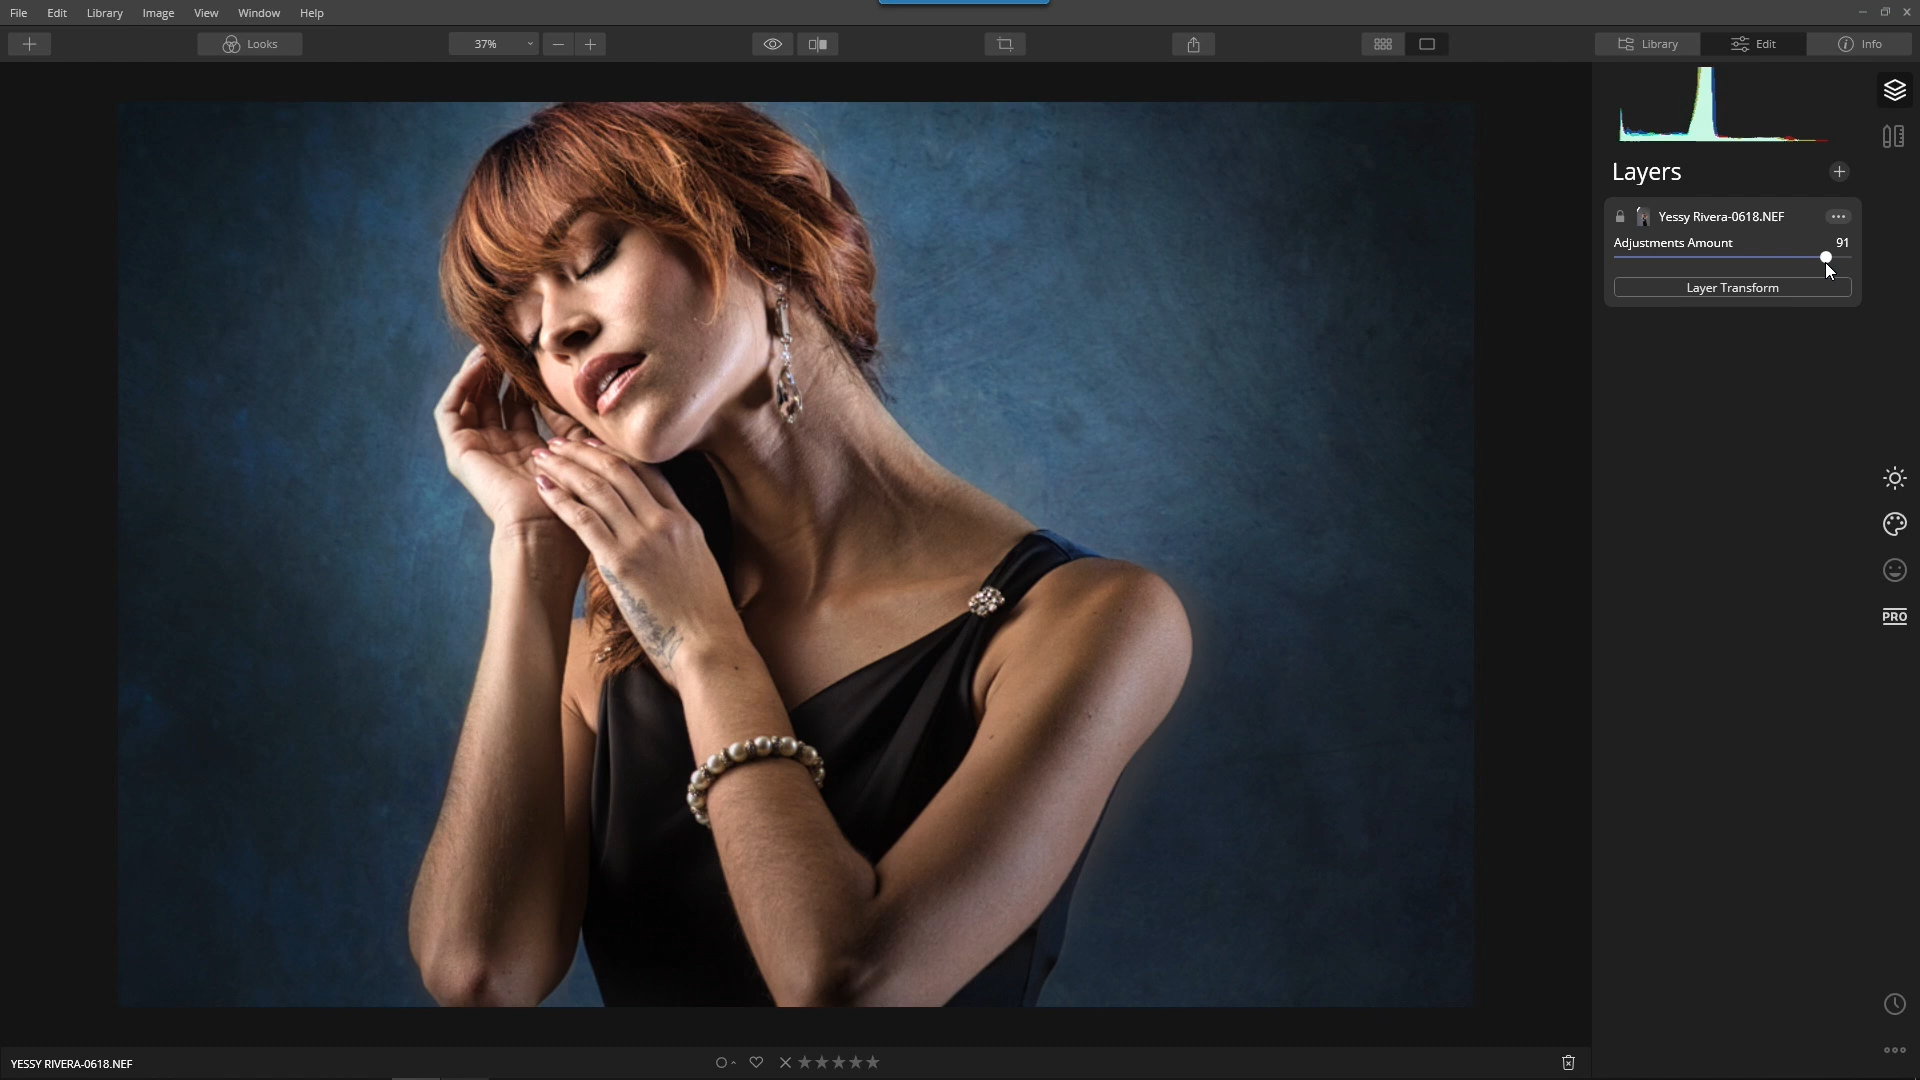 File Edit Library Image View Window Help
Looks 37% Library Edit Info
Layers
Yessy Rivera-0618.NEF
Adjustments Amount 91
Layer Transform
PRO
YESSY RIVERA-0618.NEF